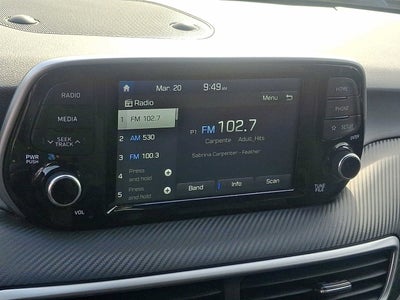 Mar. 20 9:49 AM
Radio Menu
RADIO
MEDIA
SEEK
TRACK
PWR
PUSH
VOL
1 FM 102.7
2 AM 530
3 FM 100.3
4 Press and hold
5 Press and hold
P1 FM 102.7
Carpente Adult_Hits
Sabrina Carpenter - Feather
Band Info Scan
HOME
PHONE
SETUP
ENTER
TUNE
FILE